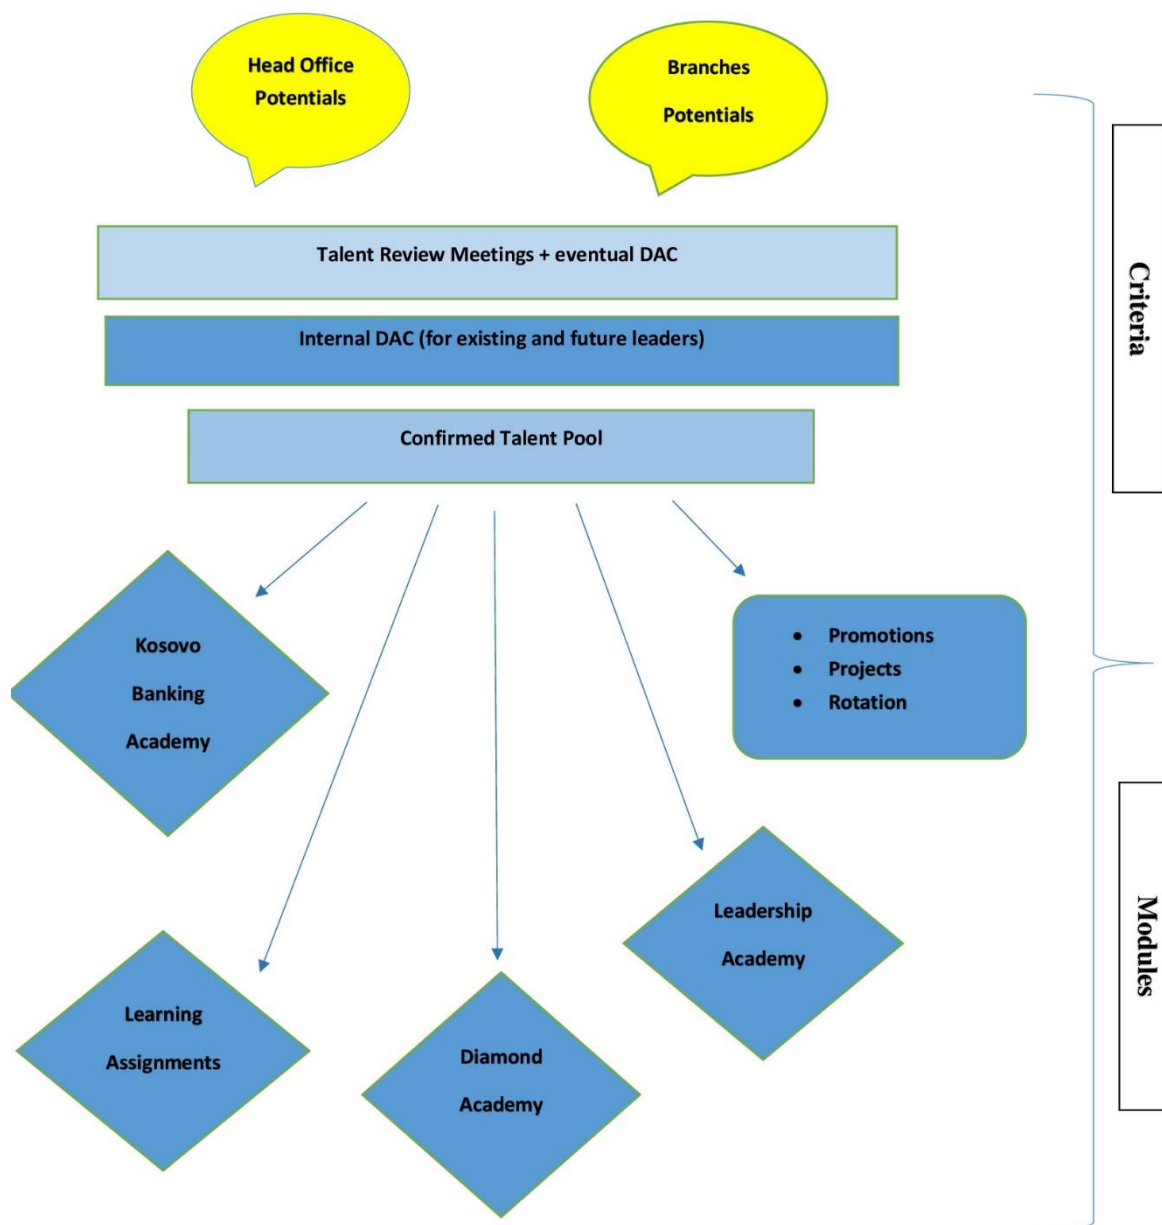 Head Office
Potentials
Branches
Potentials
Talent Review Meetings + eventual DAC
Internal DAC (for existing and future leaders)
Confirmed Talent Pool
Criteria
Kosovo
Banking
Academy
• Promotions
• Projects
• Rotation
Leadership
Academy
Learning
Assignments
Diamond
Academy
Modules